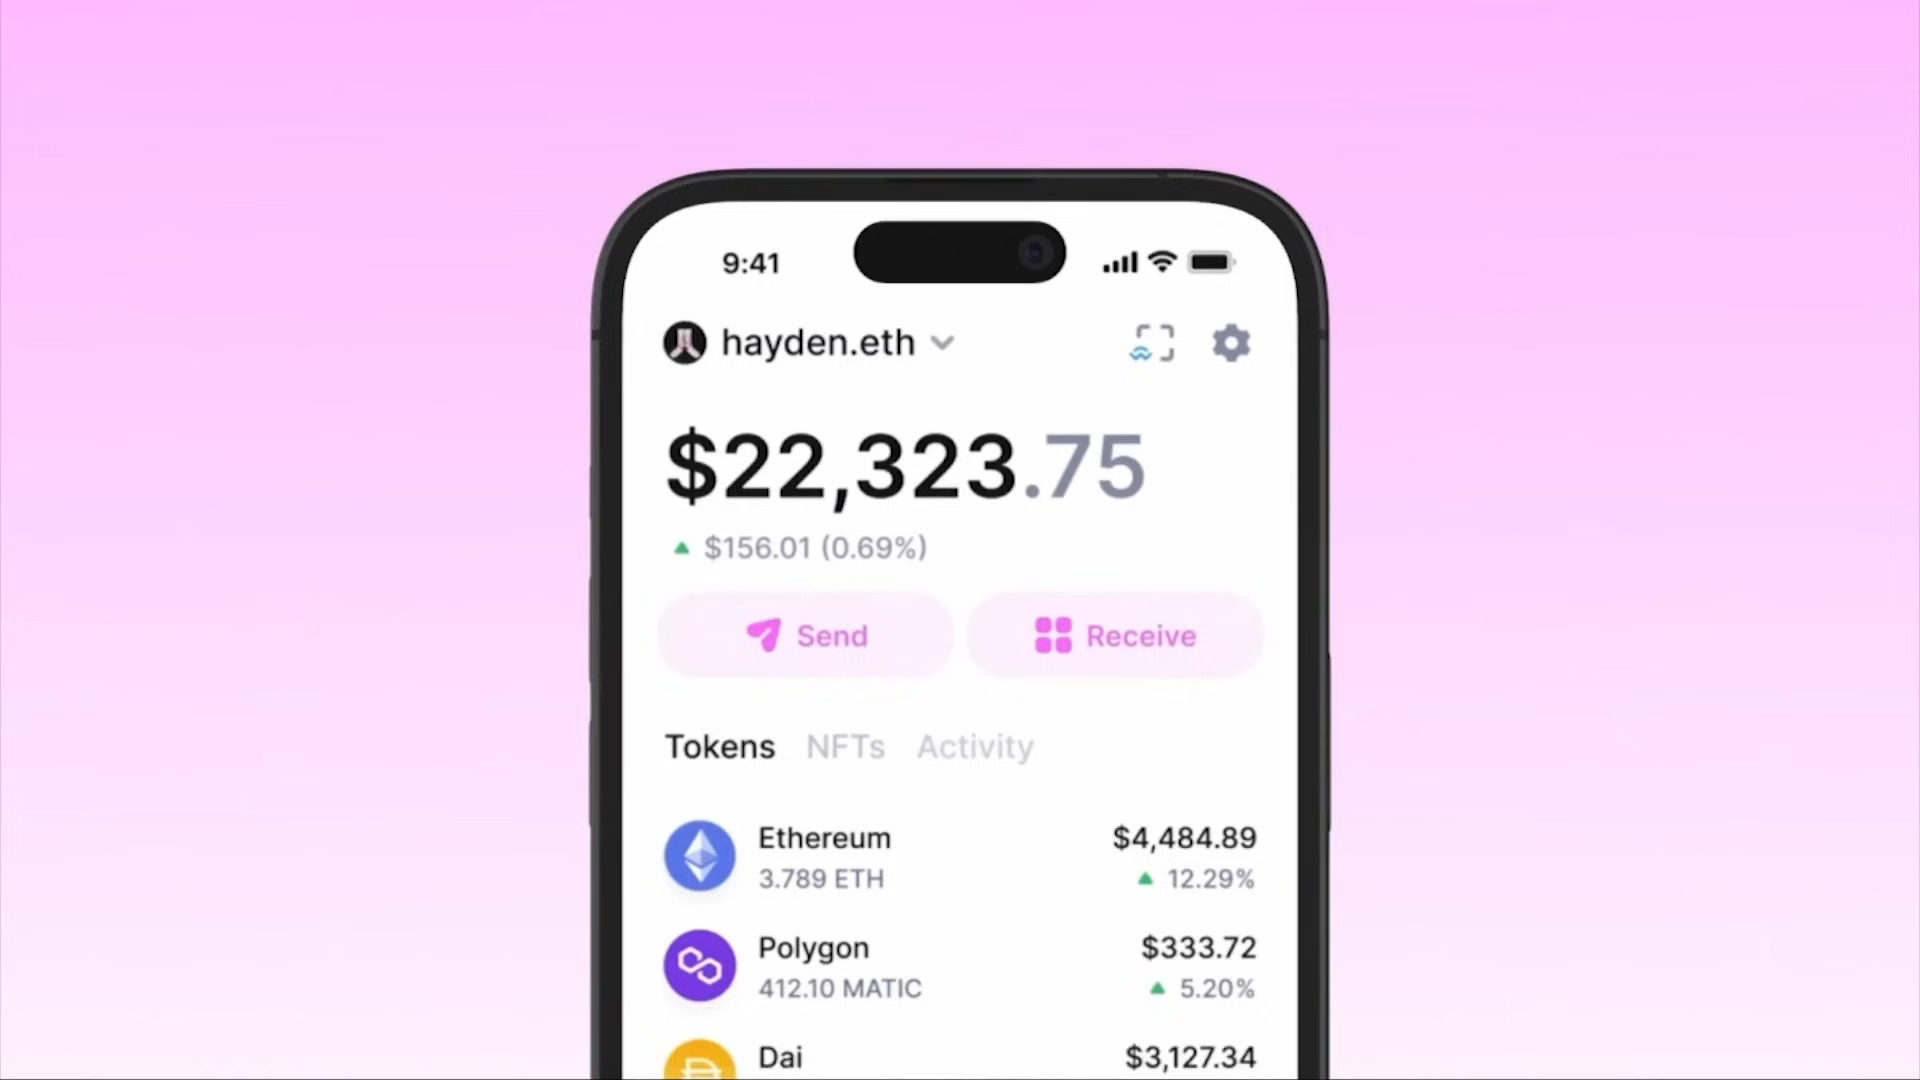 9:41
hayden.eth
$22,323.75
$156.01 (0.69%)
Send Receive
Tokens NFTs Activity
Ethereum $4,484.89
3.789 ETH 12.29%
Polygon $333.72
412.10 MATIC 5.20%
Dai $3,127.34